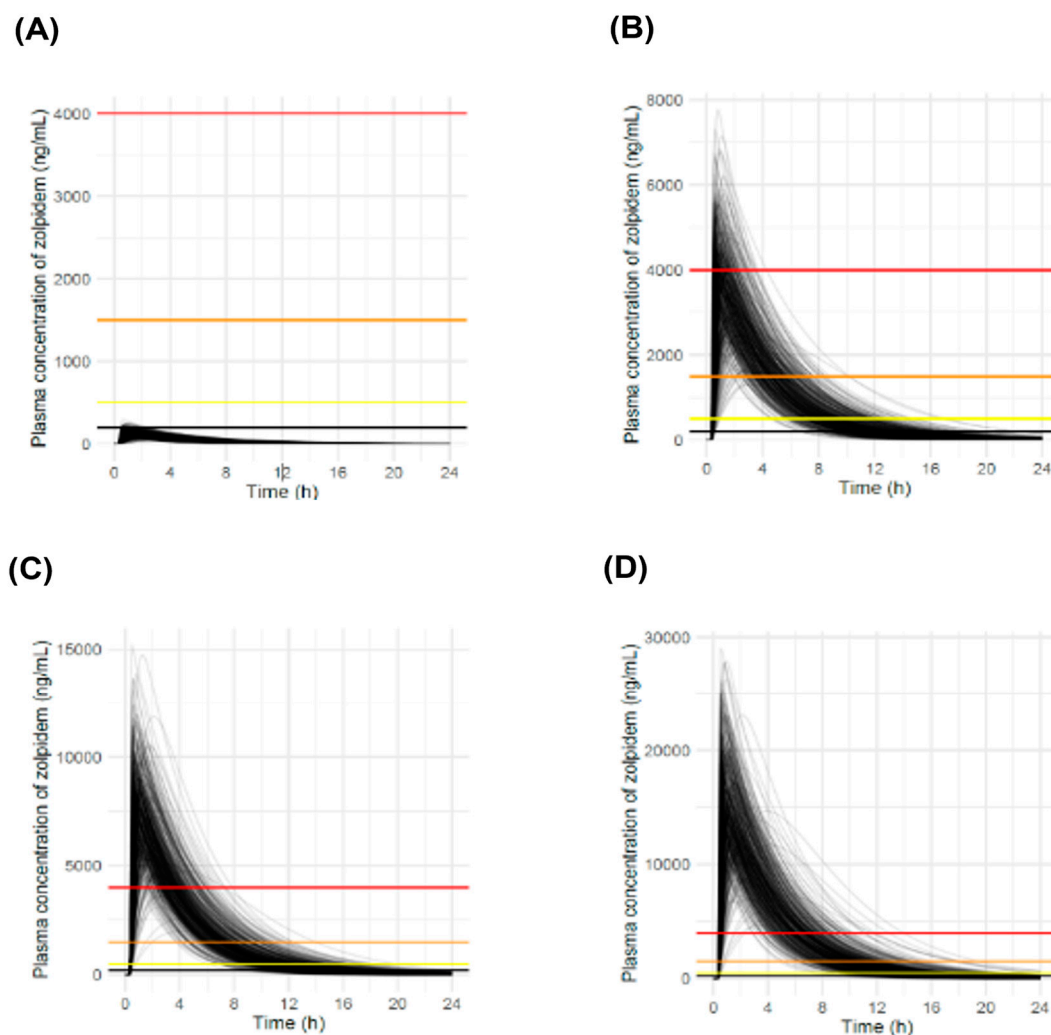 (A)
Plasma concentration of zolpidem (ng/mL)
4000
3000
2000
1000
0
0 4 8 12 16 20 24
Time (h)
(B)
Plasma concentration of zolpidem (ng/mL)
8000
6000
4000
2000
0
0 4 8 12 16 20 24
Time (h)
(C)
Plasma concentration of zolpidem (ng/mL)
15000
10000
5000
0
0 4 8 12 16 20 24
Time (h)
(D)
Plasma concentration of zolpidem (ng/mL)
30000
20000
10000
0
0 4 8 12 16 20 24
Time (h)